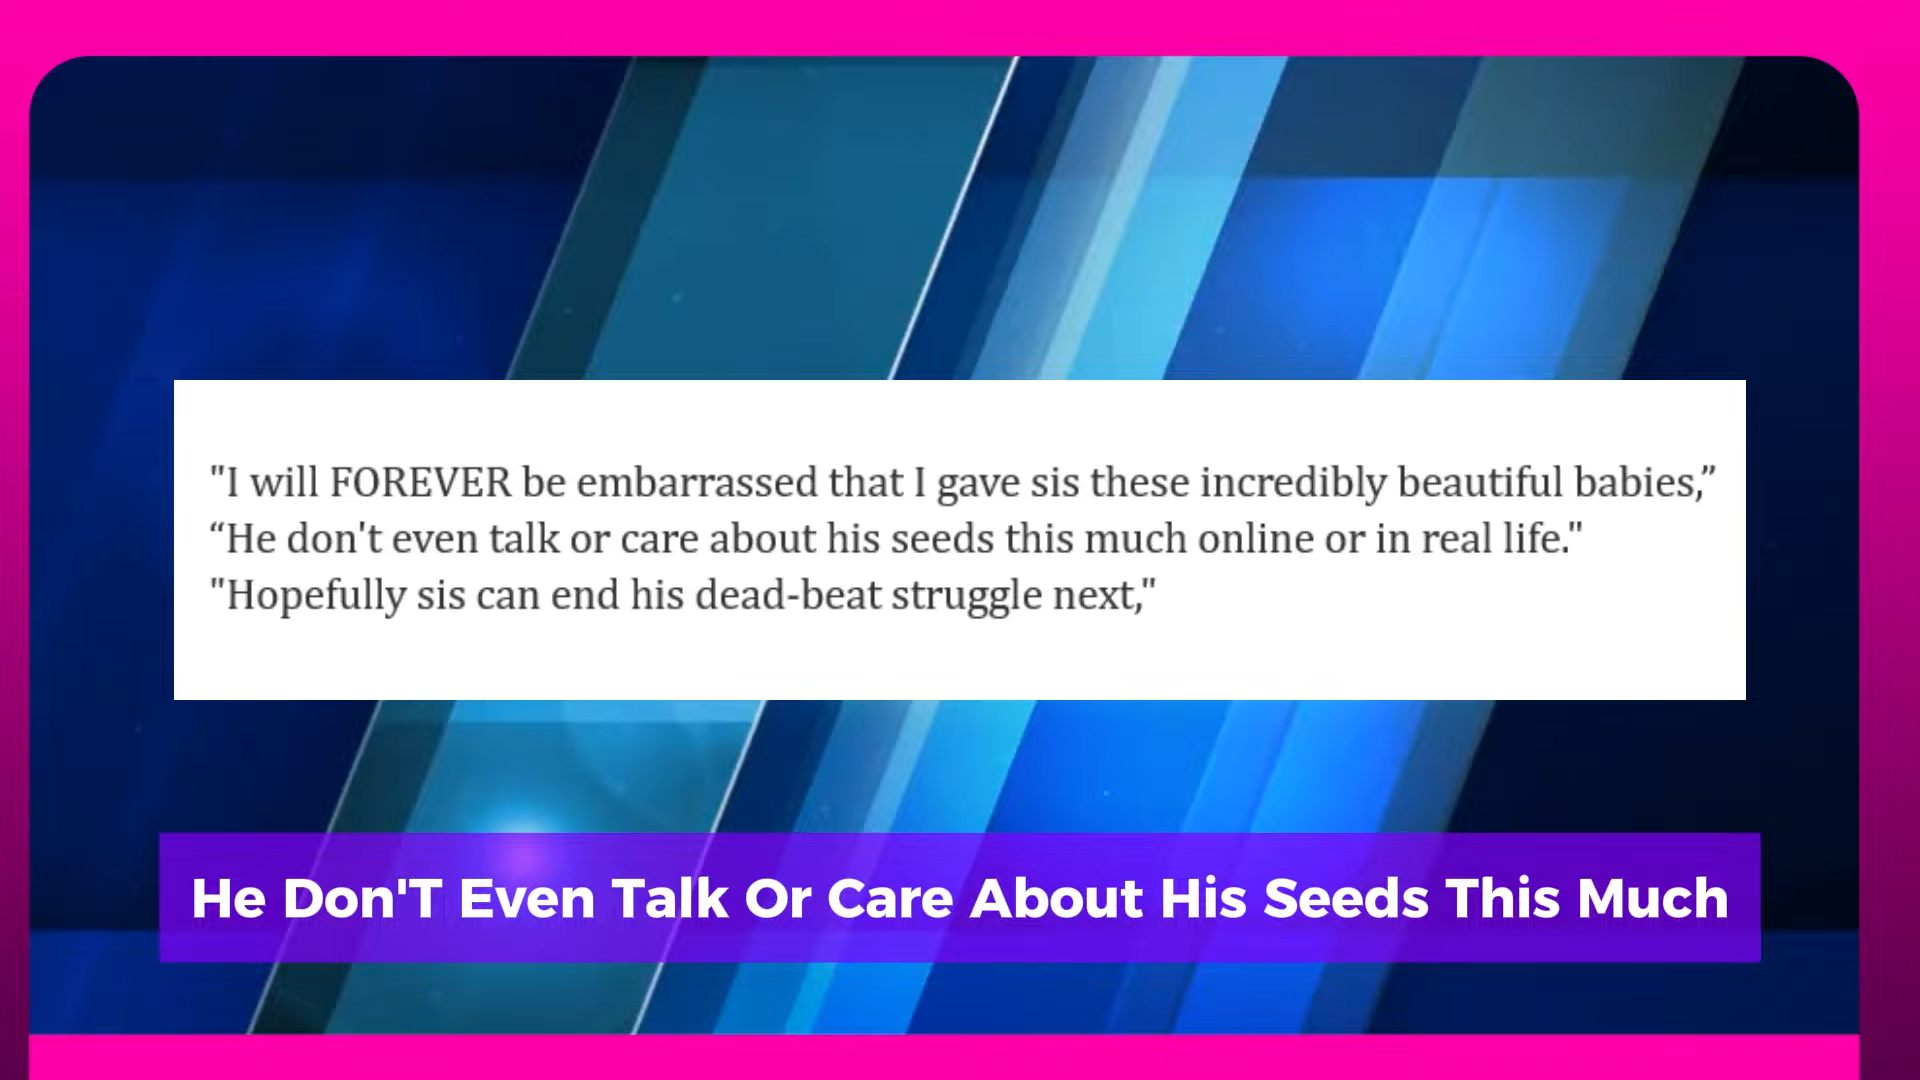 "I will FOREVER be embarrassed that I gave sis these incredibly beautiful babies,”
“He don't even talk or care about his seeds this much online or in real life."
"Hopefully sis can end his dead-beat struggle next,"
He Don'T Even Talk Or Care About His Seeds This Much